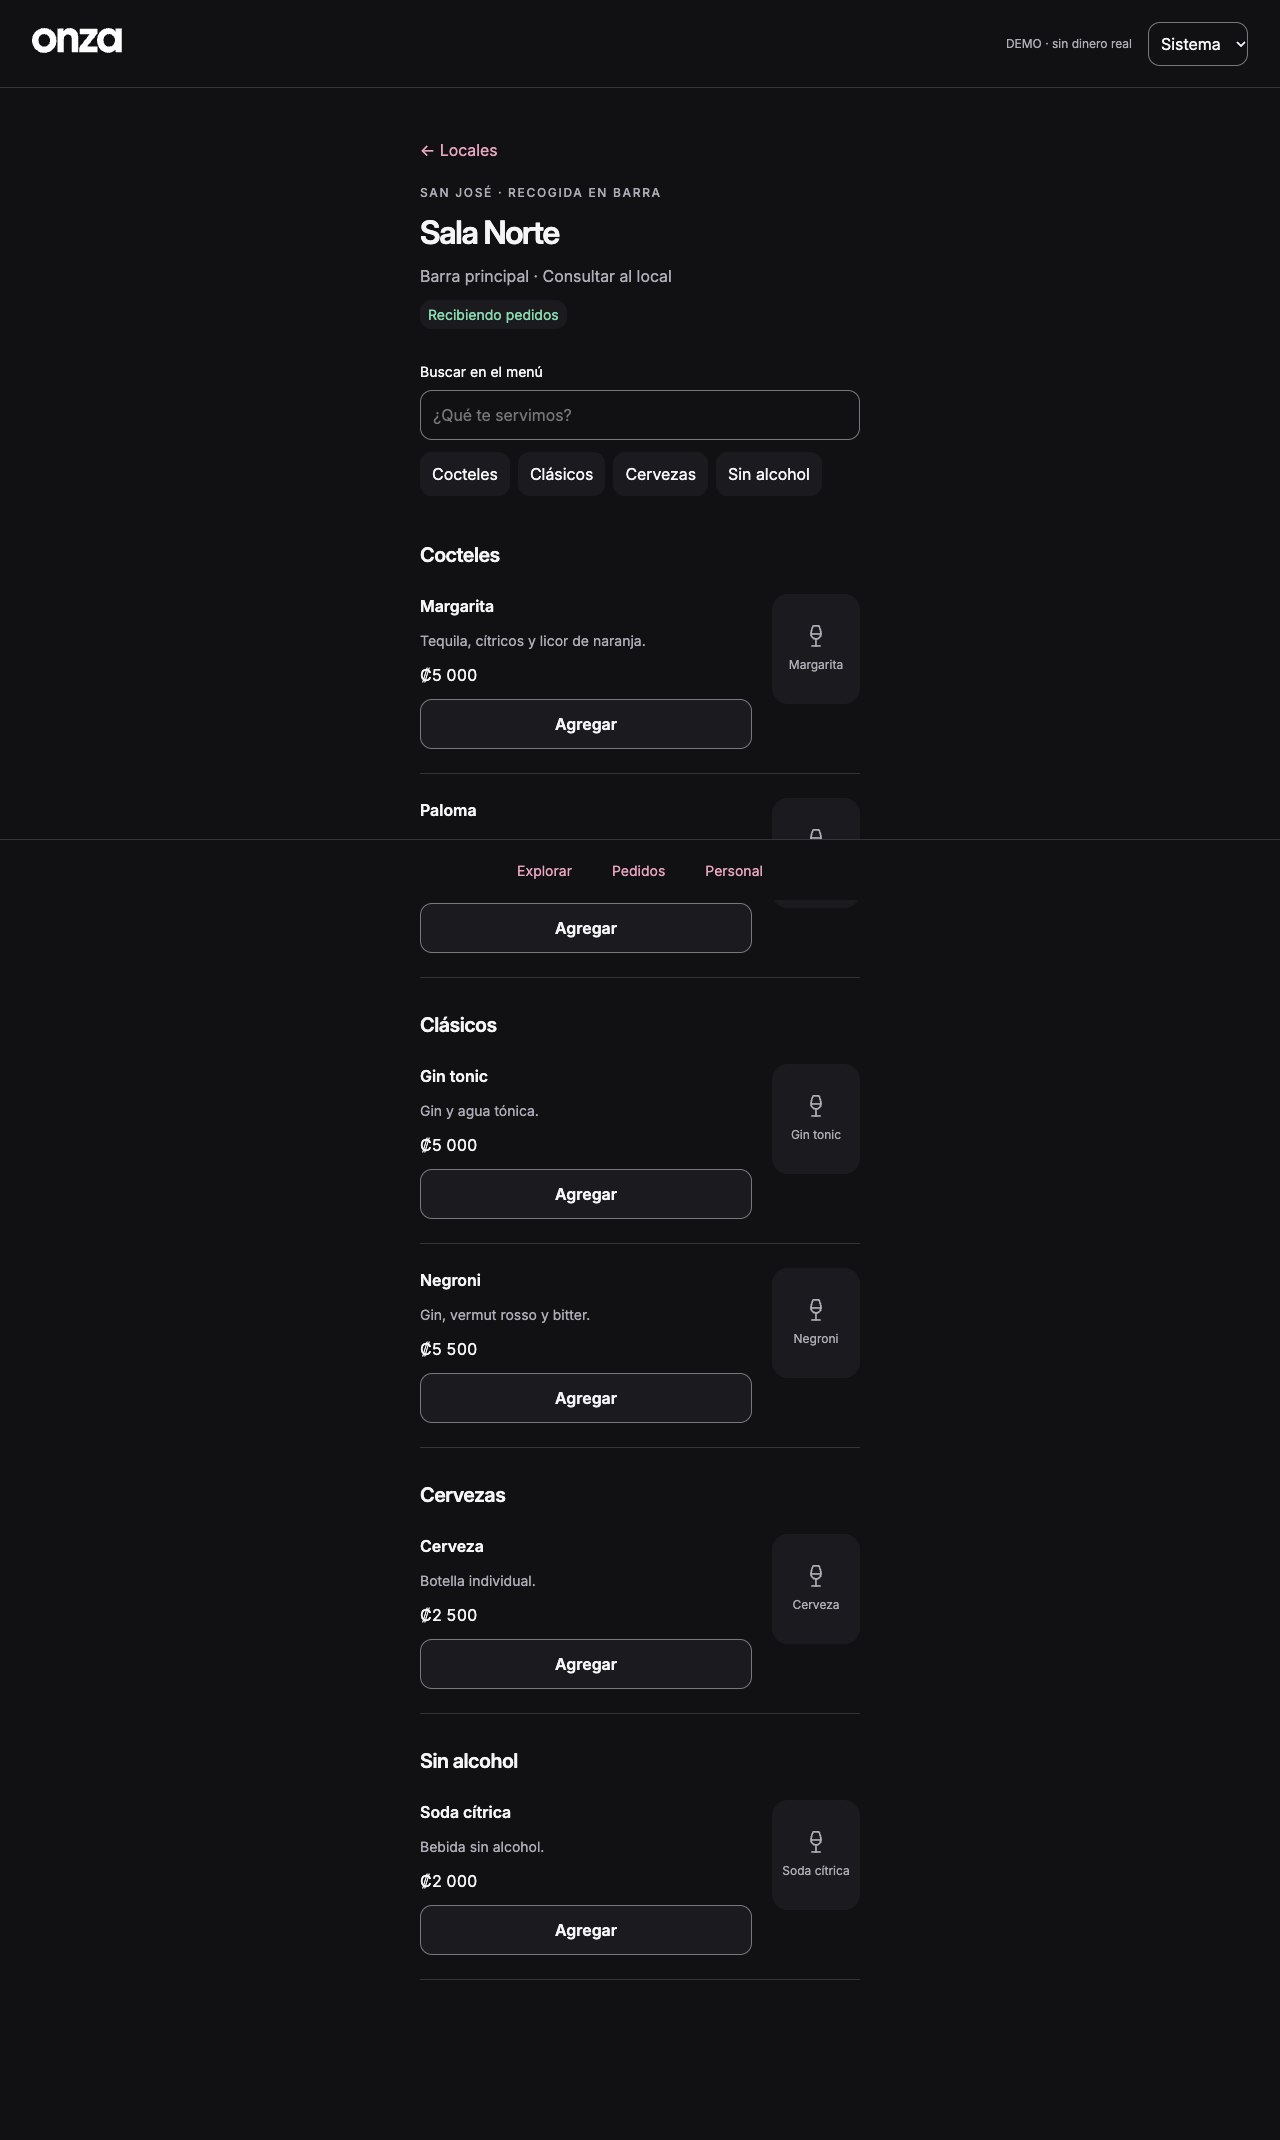 onza
DEMO · sin dinero real
Sistema
← Locales
SAN JOSÉ · RECOGIDA EN BARRA
Sala Norte
Barra principal · Consultar al local
Recibiendo pedidos
Buscar en el menú
¿Qué te servimos?
Cocteles Clásicos Cervezas Sin alcohol
Cocteles
Margarita
Tequila, cítricos y licor de naranja.
₡5 000
Agregar
Margarita
Paloma
Explorar Pedidos Personal
Agregar
Clásicos
Gin tonic
Gin y agua tónica.
₡5 000
Agregar
Gin tonic
Negroni
Gin, vermut rosso y bitter.
₡5 500
Agregar
Negroni
Cervezas
Cerveza
Botella individual.
₡2 500
Agregar
Cerveza
Sin alcohol
Soda cítrica
Bebida sin alcohol.
₡2 000
Agregar
Soda cítrica